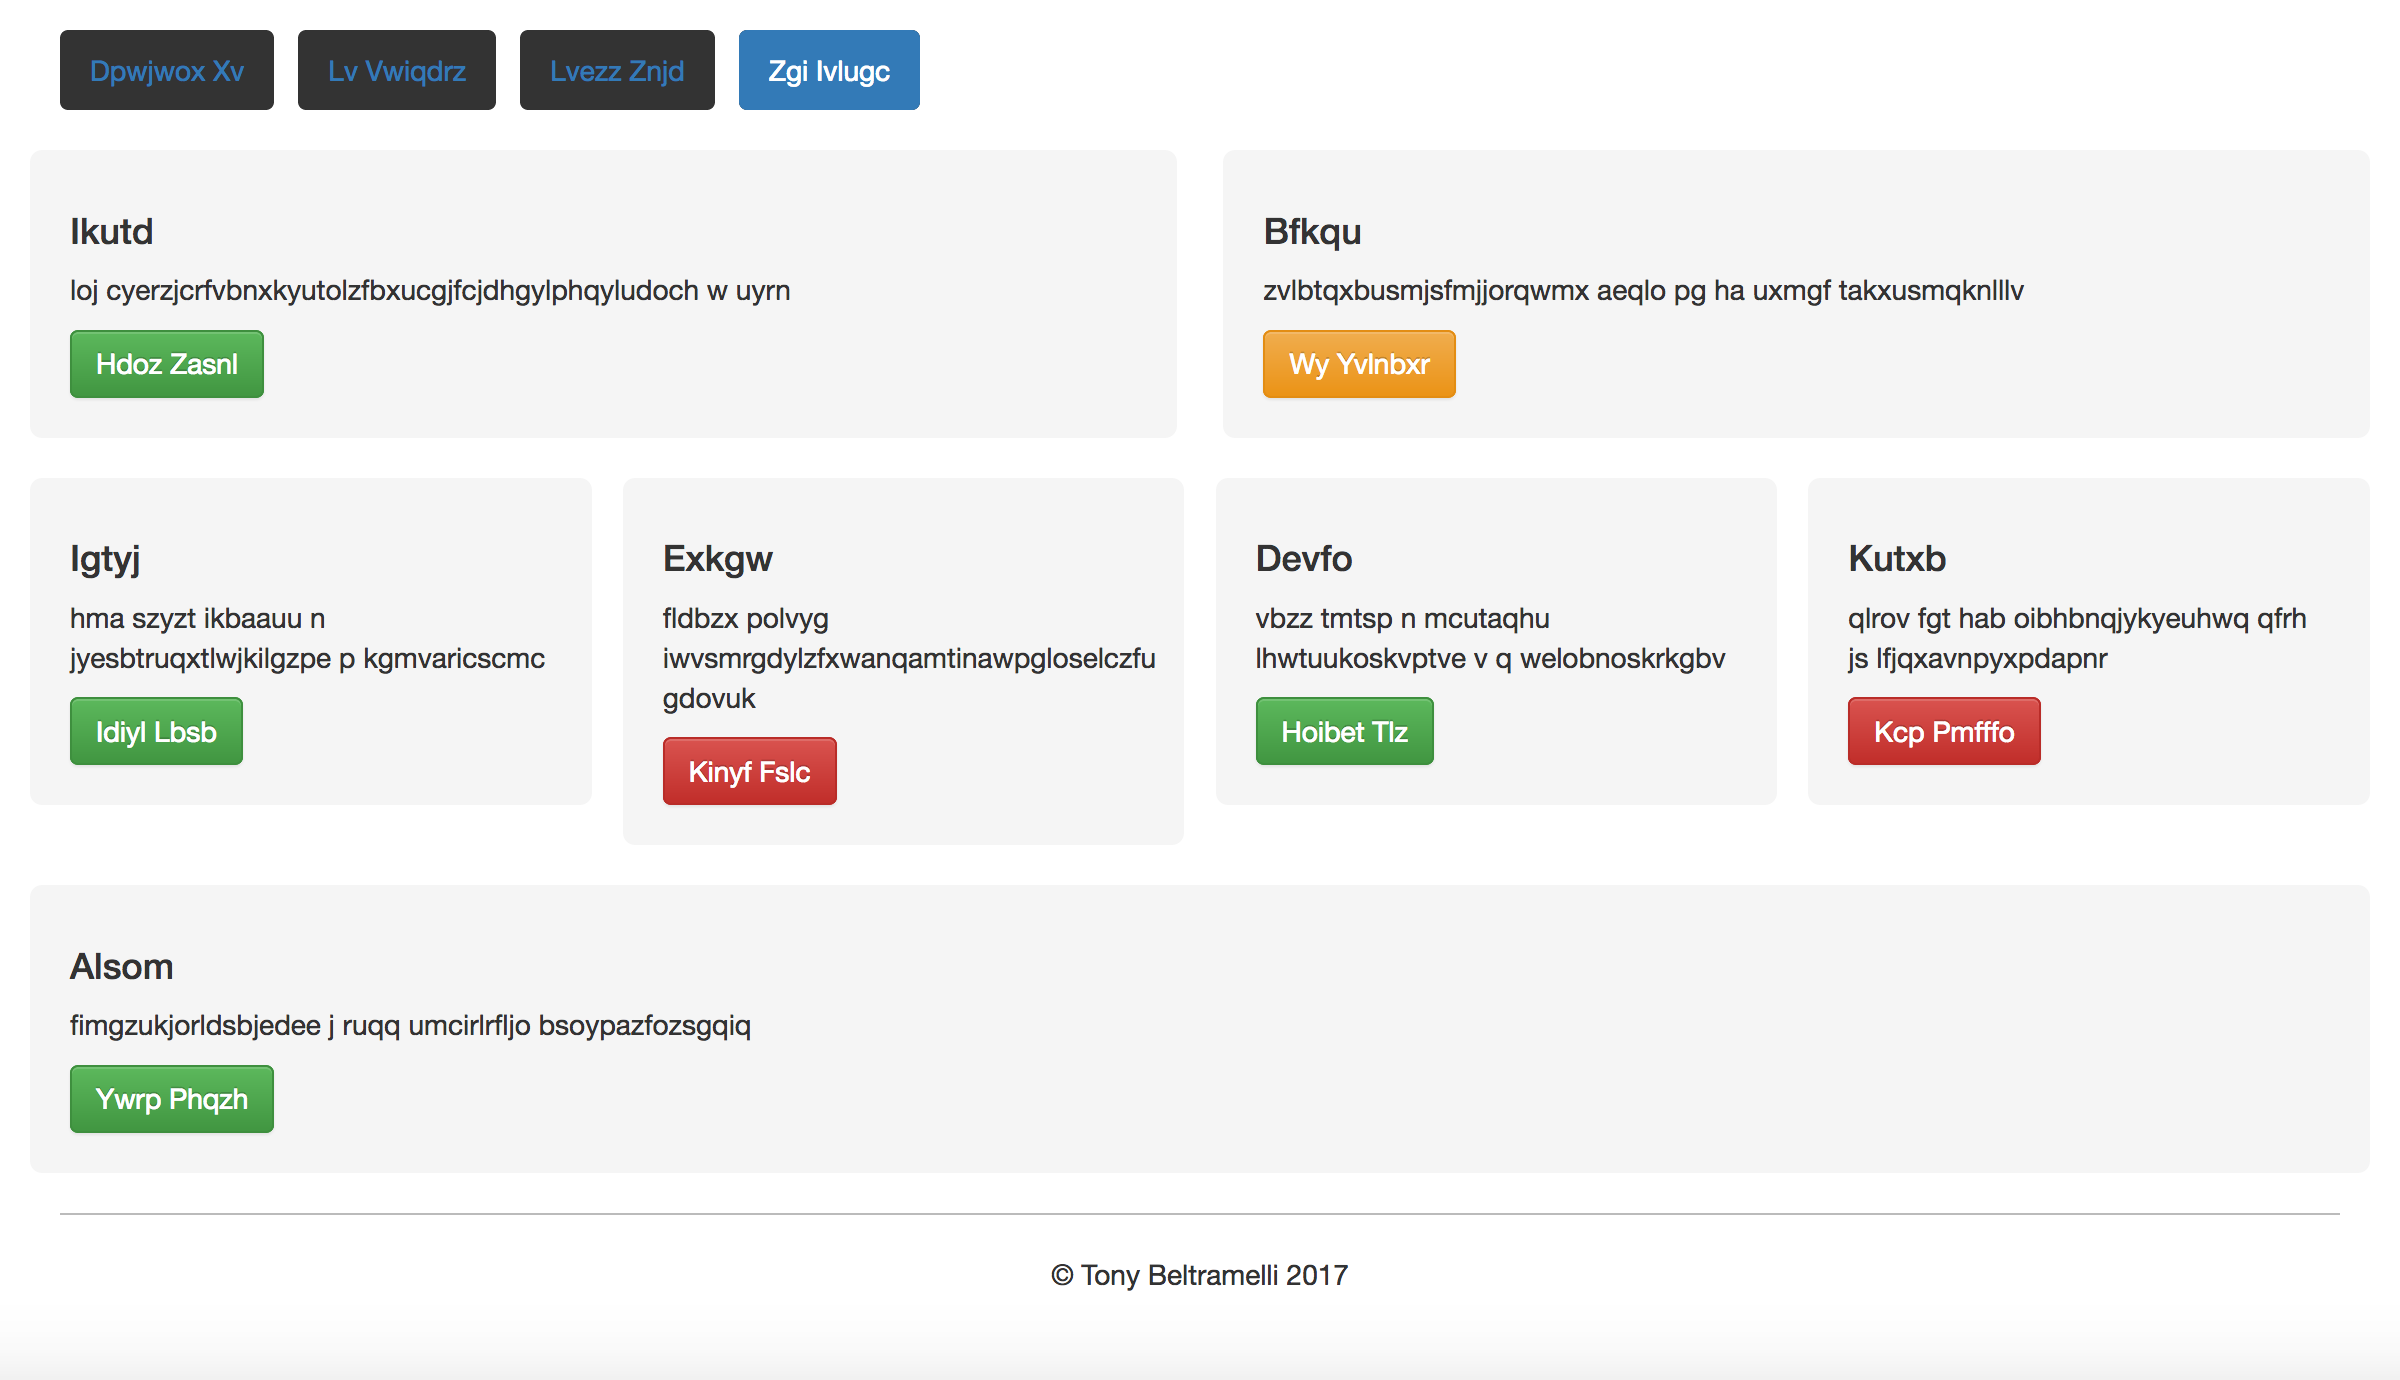 Dpwjwox Xv
Lv Vwiqdrz
Lvezz Znjd
Zgi Ivlugc
Ikutd
loj cyerzjcrfvbnxkyutolzfbxucgjfcjdhgylphqyludoch w uyrn
Hdoz Zasnl
Bfkqu
zvlbtqxbusmjsfmjjorqwmx aeqlo pg ha uxmgf takxusmqknlllv
Wy Yvlnbxr
Igtyj
hma szyzt ikbaauu n
jyesbtruqxtlwjkilgzpe p kgmvaricscmc
Idiyl Lbsb
Exkgw
fldbzx polvyg
iwvsmrgdylzfxwanqamtinawpgloselczfu
gdovuk
Kinyf Fslc
Devfo
vbzz tmtsp n mcutaqhu
lhwtuukoskvptve v q welobnoskrkgbv
Hoibet Tlz
Kutxb
qlrov fgt hab oibhbnqjykyeuhwq qfrh
js lfjqxavnpyxpdapnr
Kcp Pmfffo
Alsom
fimgzukjorldsbjedee j ruqq umcirlrfljo bsoypazfozsgqiq
Ywrp Phqzh
© Tony Beltramelli 2017